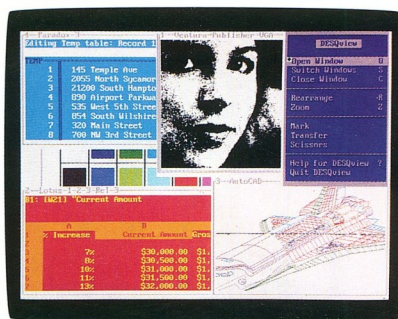 4-Paradox-3
Editing Temp table: Record 1
TEMP
1 145 Temple Ave
2 2055 North Sycamor
3 21200 South Hampto
4 890 Airport Parkwa
5 535 West 5th Stree
6 854 South Wilshire
7 320 Main Street
8 700 NW 3rd Street
1-Ventura-Publisher VGA
DESQview
Open Window O
Switch Windows S
Close Window C
Rearrange R
Zoom Z
Mark
Transfer
Scissors
Help for DESQview ?
Quit DESQview
2-Lotus-1-2-3-Rel-3
B1: [W21] "Current Amount
A B
% Increase Current Amount Gros
7% $30,000.00 $1,
8% $30,500.00 $1,
10% $31,000.00 $1,
11% $31,500.00 $1,
13% $32,000.00 $1,
3-AutoCAD